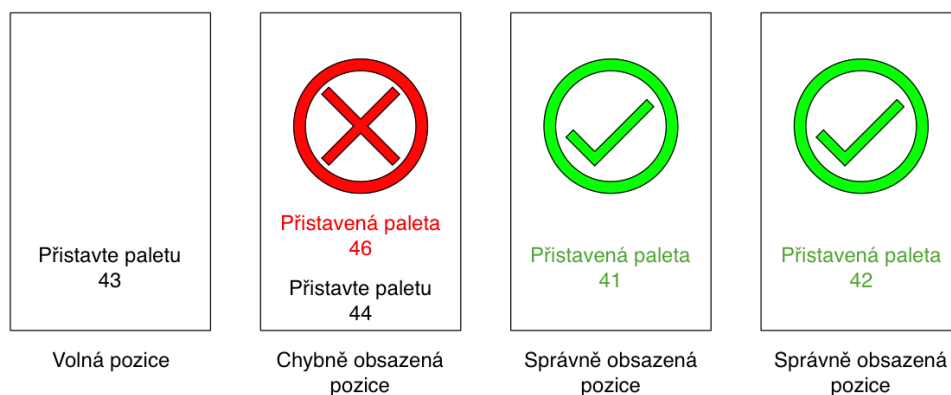 Přistavte paletu
43
Volná pozice
Přistavená paleta
46
Přistavte paletu
44
Chybně obsazená
pozice
Přistavená paleta
41
Správně obsazená
pozice
Přistavená paleta
42
Správně obsazená
pozice